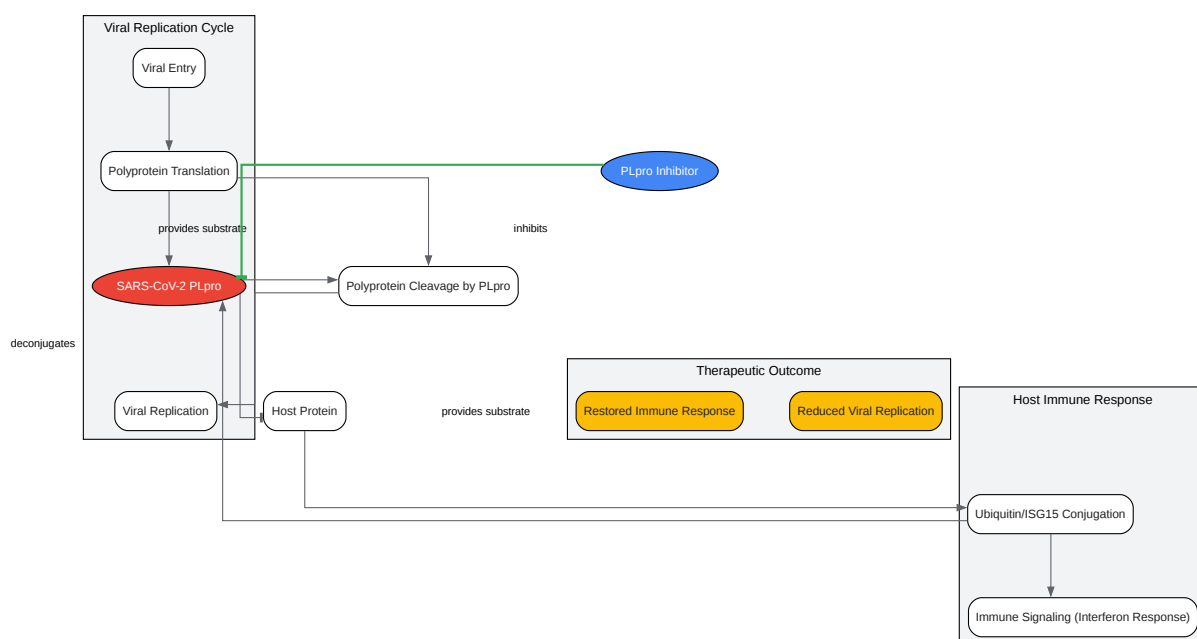 Viral Replication Cycle
Viral Entry
Polyprotein Translation
PLpro Inhibitor
provides substrate
inhibits
SARS-CoV-2 PLpro
Polyprotein Cleavage by PLpro
deconjugates
Therapeutic Outcome
Viral Replication
Host Protein
provides substrate
Restored Immune Response
Reduced Viral Replication
Host Immune Response
Ubiquitin/ISG15 Conjugation
Immune Signaling (Interferon Response)